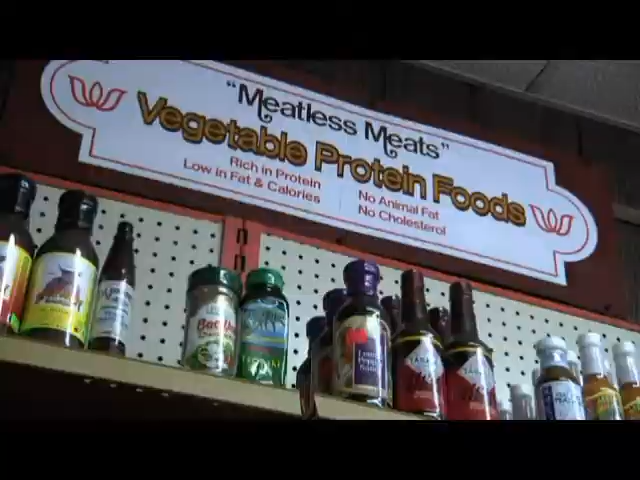 "Meatless Meats"
Vegetable Protein Foods
Rich in Protein
Low in Fat & Calories
No Animal Fat
No Cholesterol